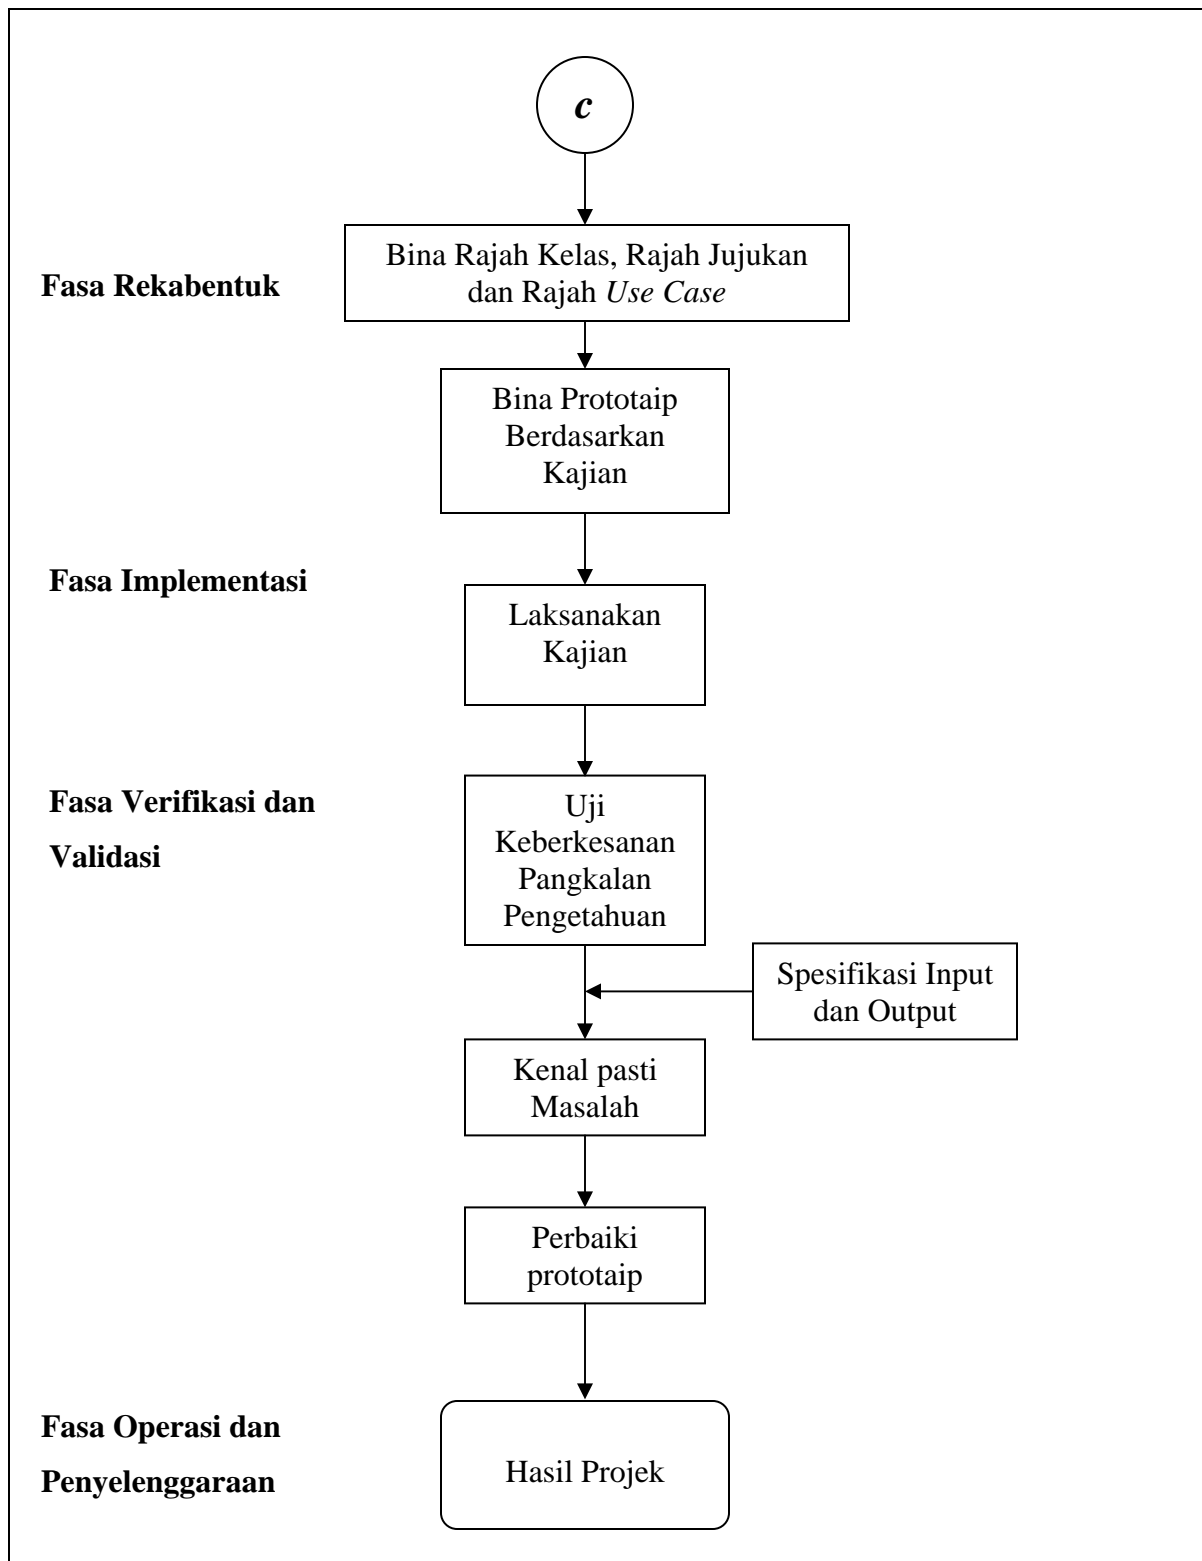 c
Fasa Rekabentuk
Bina Rajah Kelas, Rajah Jujukan
dan Rajah Use Case
Bina Prototaip
Berdasarkan
Kajian
Fasa Implementasi
Laksanakan
Kajian
Fasa Verifikasi dan
Validasi
Uji
Keberkesanan
Pangkalan
Pengetahuan
Spesifikasi Input
dan Output
Kenal pasti
Masalah
Perbaiki
prototaip
Fasa Operasi dan
Penyelenggaraan
Hasil Projek